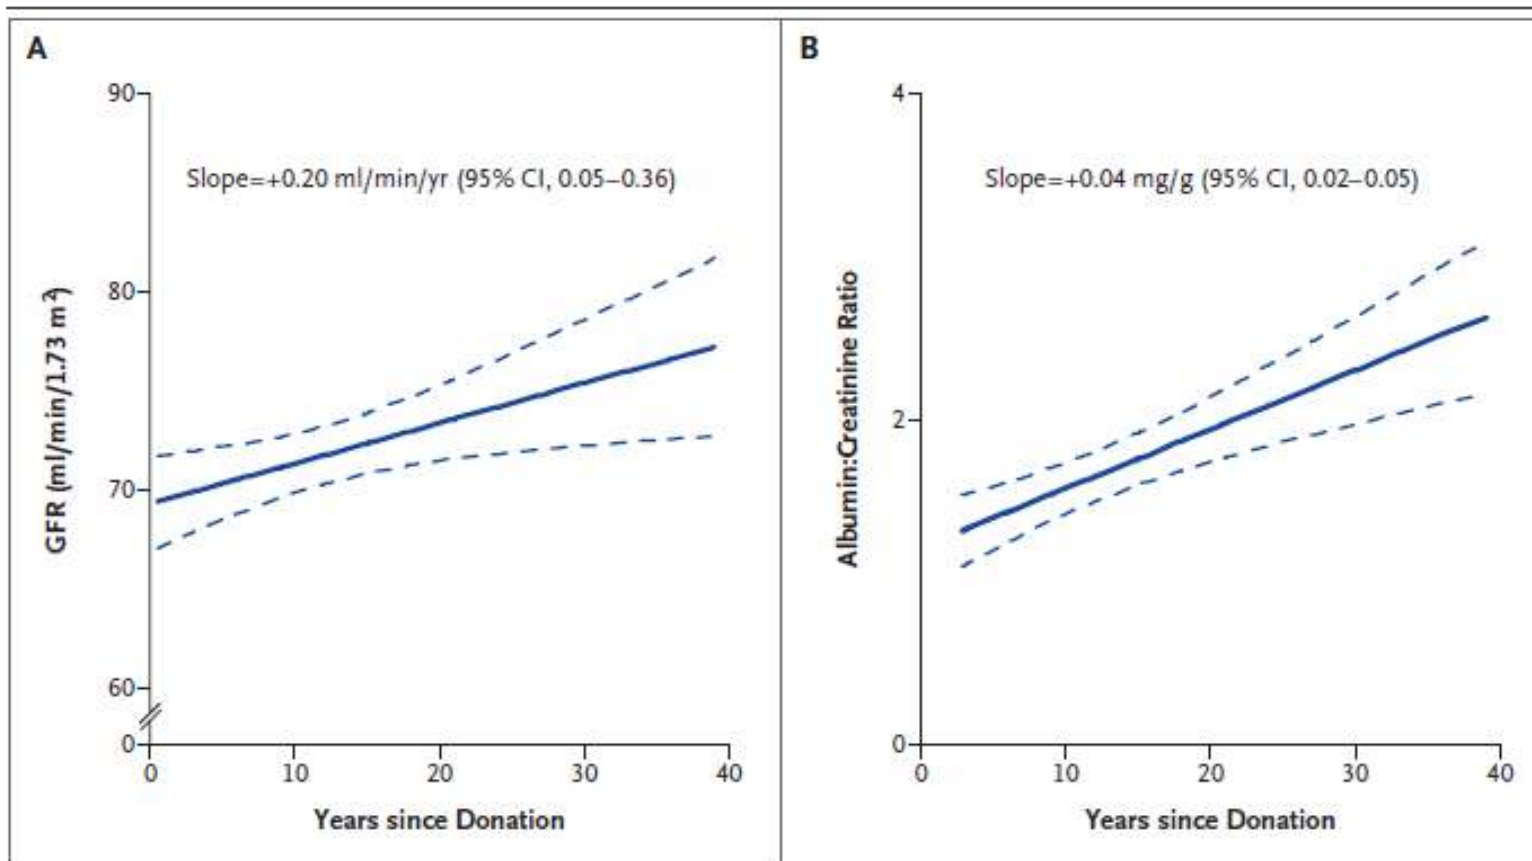 A
90
80
70
60
0
GFR (ml/min/1.73 m²)
Slope=+0.20 ml/min/yr (95% CI, 0.05–0.36)
0 10 20 30 40
Years since Donation
B
4
2
0
Albumin:Creatinine Ratio
Slope=+0.04 mg/g (95% CI, 0.02–0.05)
0 10 20 30 40
Years since Donation